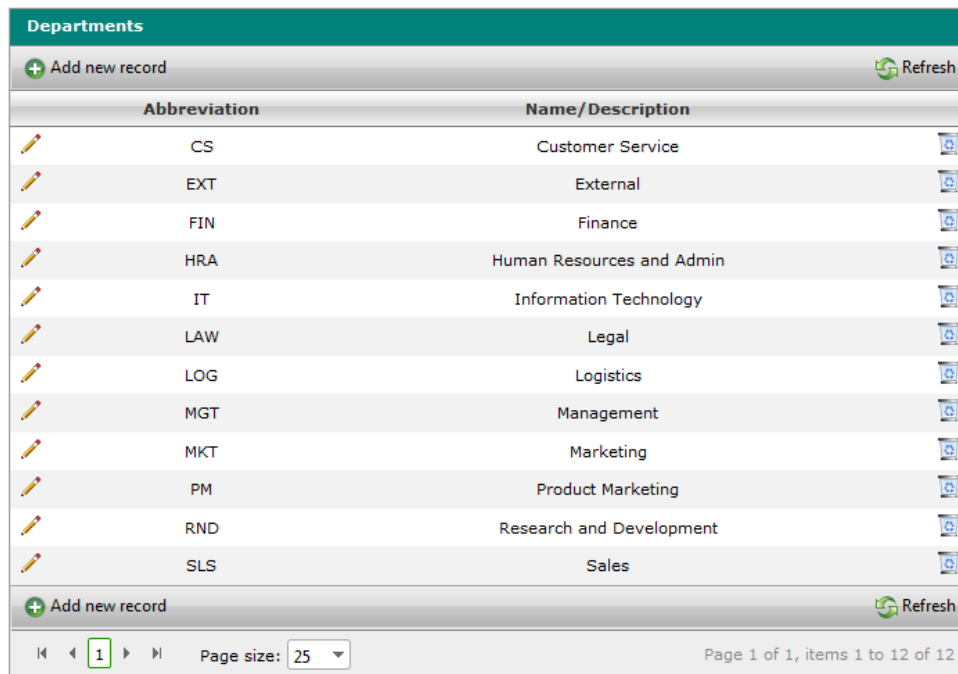 Departments
Add new record Refresh
Abbreviation Name/Description
CS Customer Service
EXT External
FIN Finance
HRA Human Resources and Admin
IT Information Technology
LAW Legal
LOG Logistics
MGT Management
MKT Marketing
PM Product Marketing
RND Research and Development
SLS Sales
Add new record Refresh
1 Page size: 25 Page 1 of 1, items 1 to 12 of 12